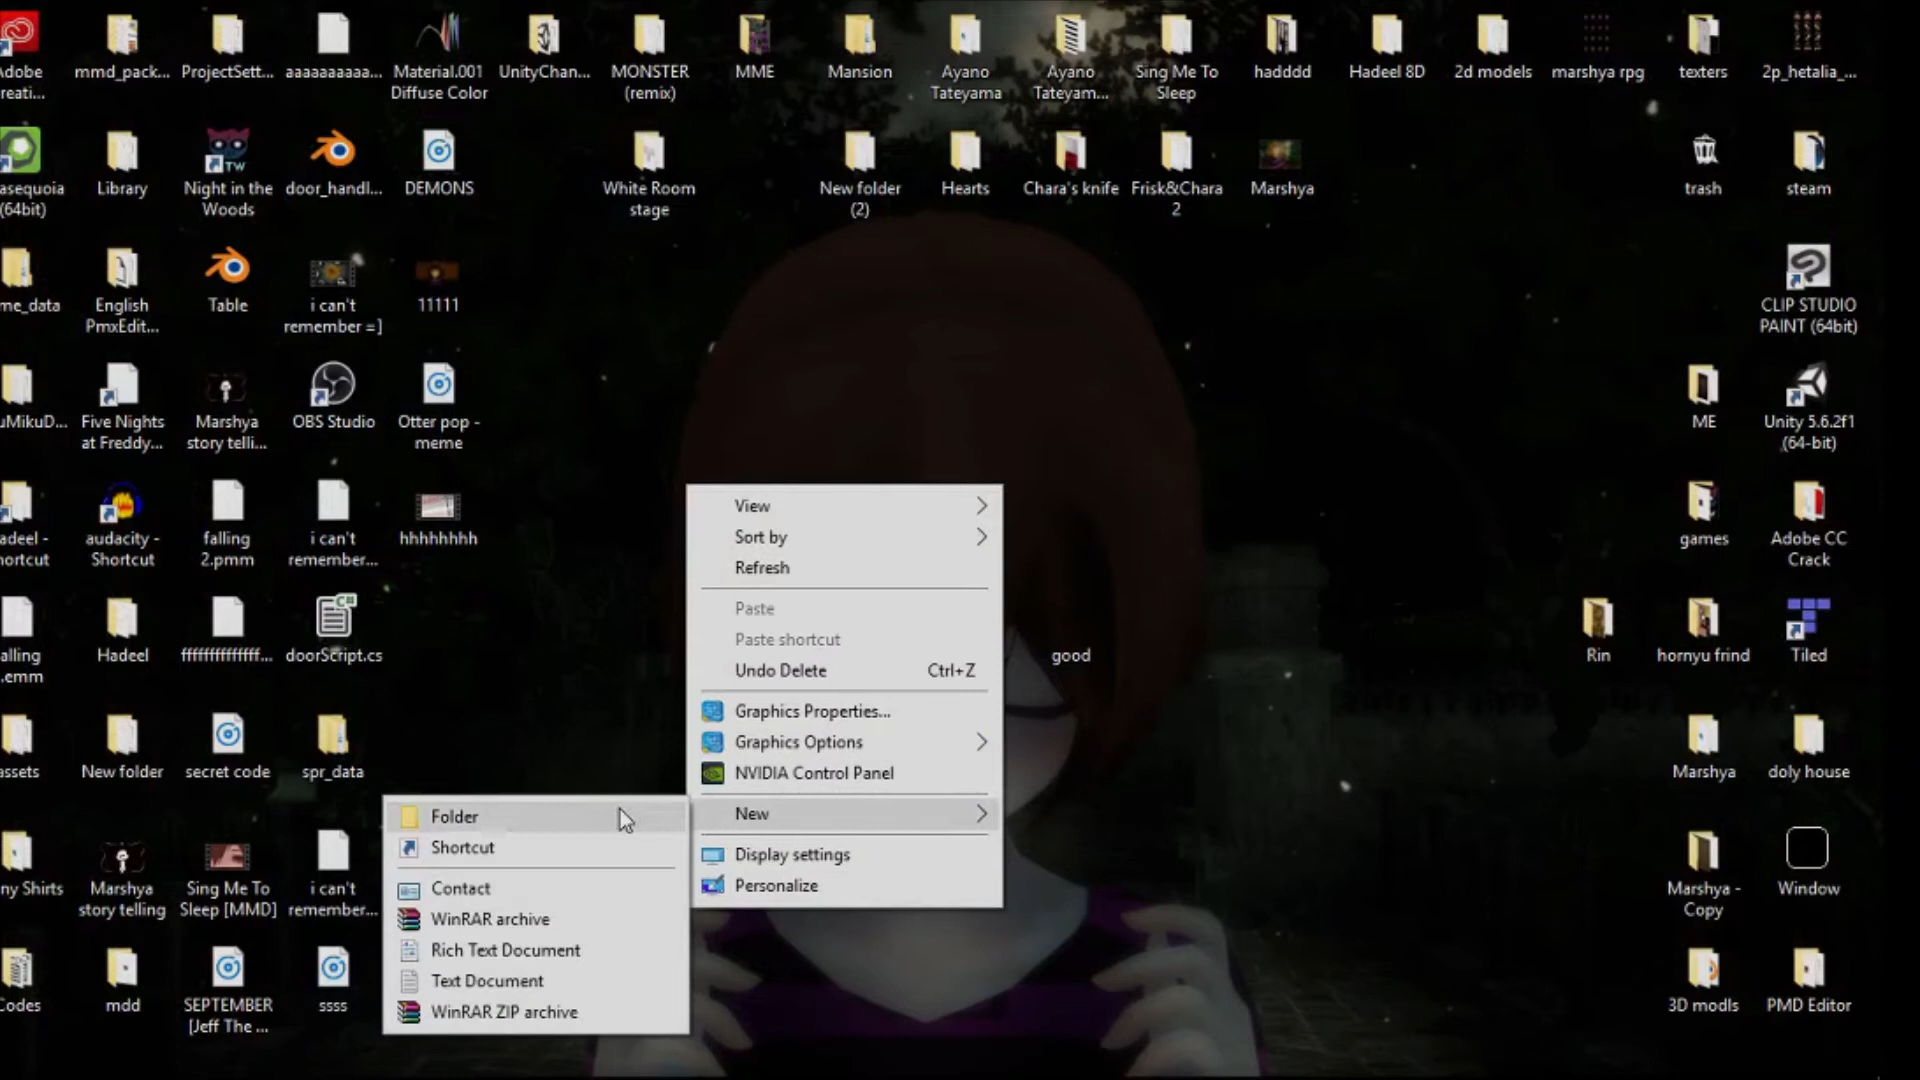 Adobe
reati...
mmd_pack...
ProjectSett...
aaaaaaaaaa...
Material.001
Diffuse Color
UnityChan...
MONSTER
(remix)
MME
Mansion
Ayano
Tateyama
Ayano
Tateyam...
Sing Me To
Sleep
hadddd
Hadeel 8D
2d models
marshya rpg
texters
2p_hetalia_...
asequoia
(64bit)
Library
Night in the
Woods
TW
door_handl...
DEMONS
White Room
stage
New folder
(2)
Hearts
Chara's knife
Frisk&Chara
2
Marshya
trash
steam
me_data
English
PmxEdit...
Table
i can't
remember =]
11111
CLIP STUDIO
PAINT (64bit)
uMikuD...
Five Nights
at Freddy...
Marshya
story telli...
OBS Studio
Otter pop -
meme
ME
Unity 5.6.2f1
(64-bit)
adeel -
hortcut
audacity -
Shortcut
falling
2.pmm
i can't
remember...
hhhhhhhh
games
Adobe CC
Crack
alling
.emm
Hadeel
ffffffffffffff...
doorScript.cs
good
Rin
hornyu frind
Tiled
assets
New folder
secret code
spr_data
Marshya
doly house
ny Shirts
Marshya
story telling
Sing Me To
Sleep [MMD]
i can't
remember...
Marshya -
Copy
Window
Codes
mdd
SEPTEMBER
[Jeff The ...
ssss
3D modls
PMD Editor
View
Sort by
Refresh
Paste
Paste shortcut
Undo Delete Ctrl+Z
Graphics Properties...
Graphics Options
NVIDIA Control Panel
New
Display settings
Personalize
Folder
Shortcut
Contact
WinRAR archive
Rich Text Document
Text Document
WinRAR ZIP archive